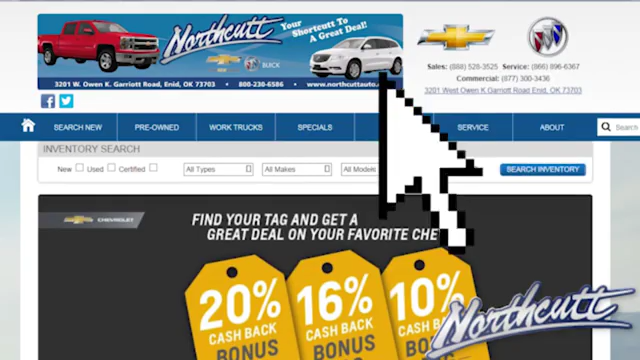 Northcutt
Your Shortcutt To
A Great Deal!
BUICK
3201 W. Owen K. Garriott Road, Enid, OK 73703 • 800-230-6586 • www.northcuttauto.
Sales: (888) 528-3525 Service: (866) 896-6367
Commercial: (877) 300-3436
3201 West Owen K. Garriott Road Enid, OK 73703
SEARCH NEW PRE-OWNED WORK TRUCKS SPECIALS SERVICE ABOUT Search
INVENTORY SEARCH
New Used Certified All Types All Makes All Models SEARCH INVENTORY
CHEVROLET
FIND YOUR TAG AND GET A
GREAT DEAL ON YOUR FAVORITE CHE
20% 16% 10%
CASH BACK CASH BACK CASH BACK
BONUS BONUS BO
Northcutt